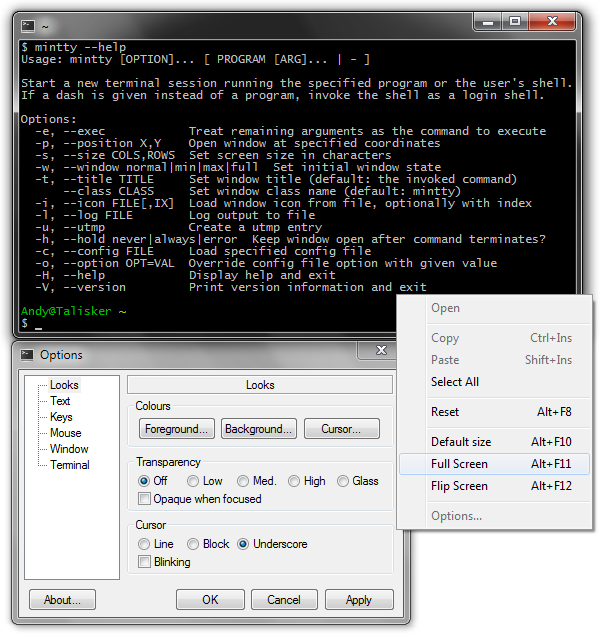 ~
$ mintty --help
Usage: mintty [OPTION]... [ PROGRAM [ARG]... | - ]
Start a new terminal session running the specified program or the user's shell.
If a dash is given instead of a program, invoke the shell as a login shell.
Options:
-e, --exec Treat remaining arguments as the command to execute
-p, --position X,Y Open window at specified coordinates
-s, --size COLS,ROWS Set screen size in characters
-w, --window normal|min|max|full Set initial window state
-t, --title TITLE Set window title (default: the invoked command)
--class CLASS Set window class name (default: mintty)
-i, --icon FILE[,IX] Load window icon from file, optionally with index
-l, --log FILE Log output to file
-u, --utmp Create a utmp entry
-h, --hold never|always|error Keep window open after command terminates?
-c, --config FILE Load specified config file
-o, --option OPT=VAL Override config file option with given value
-H, --help Display help and exit
-V, --version Print version information and exit
Andy@Talisker ~
$ _
Open
Copy Ctrl+Ins
Paste Shift+Ins
Select All
Reset Alt+F8
Default size Alt+F10
Full Screen Alt+F11
Flip Screen Alt+F12
Options...
Options
Looks
Text
Keys
Mouse
Window
Terminal
Looks
Colours
Foreground... Background... Cursor...
Transparency
Off Low Med. High Glass
Opaque when focused
Cursor
Line Block Underscore
Blinking
About... OK Cancel Apply